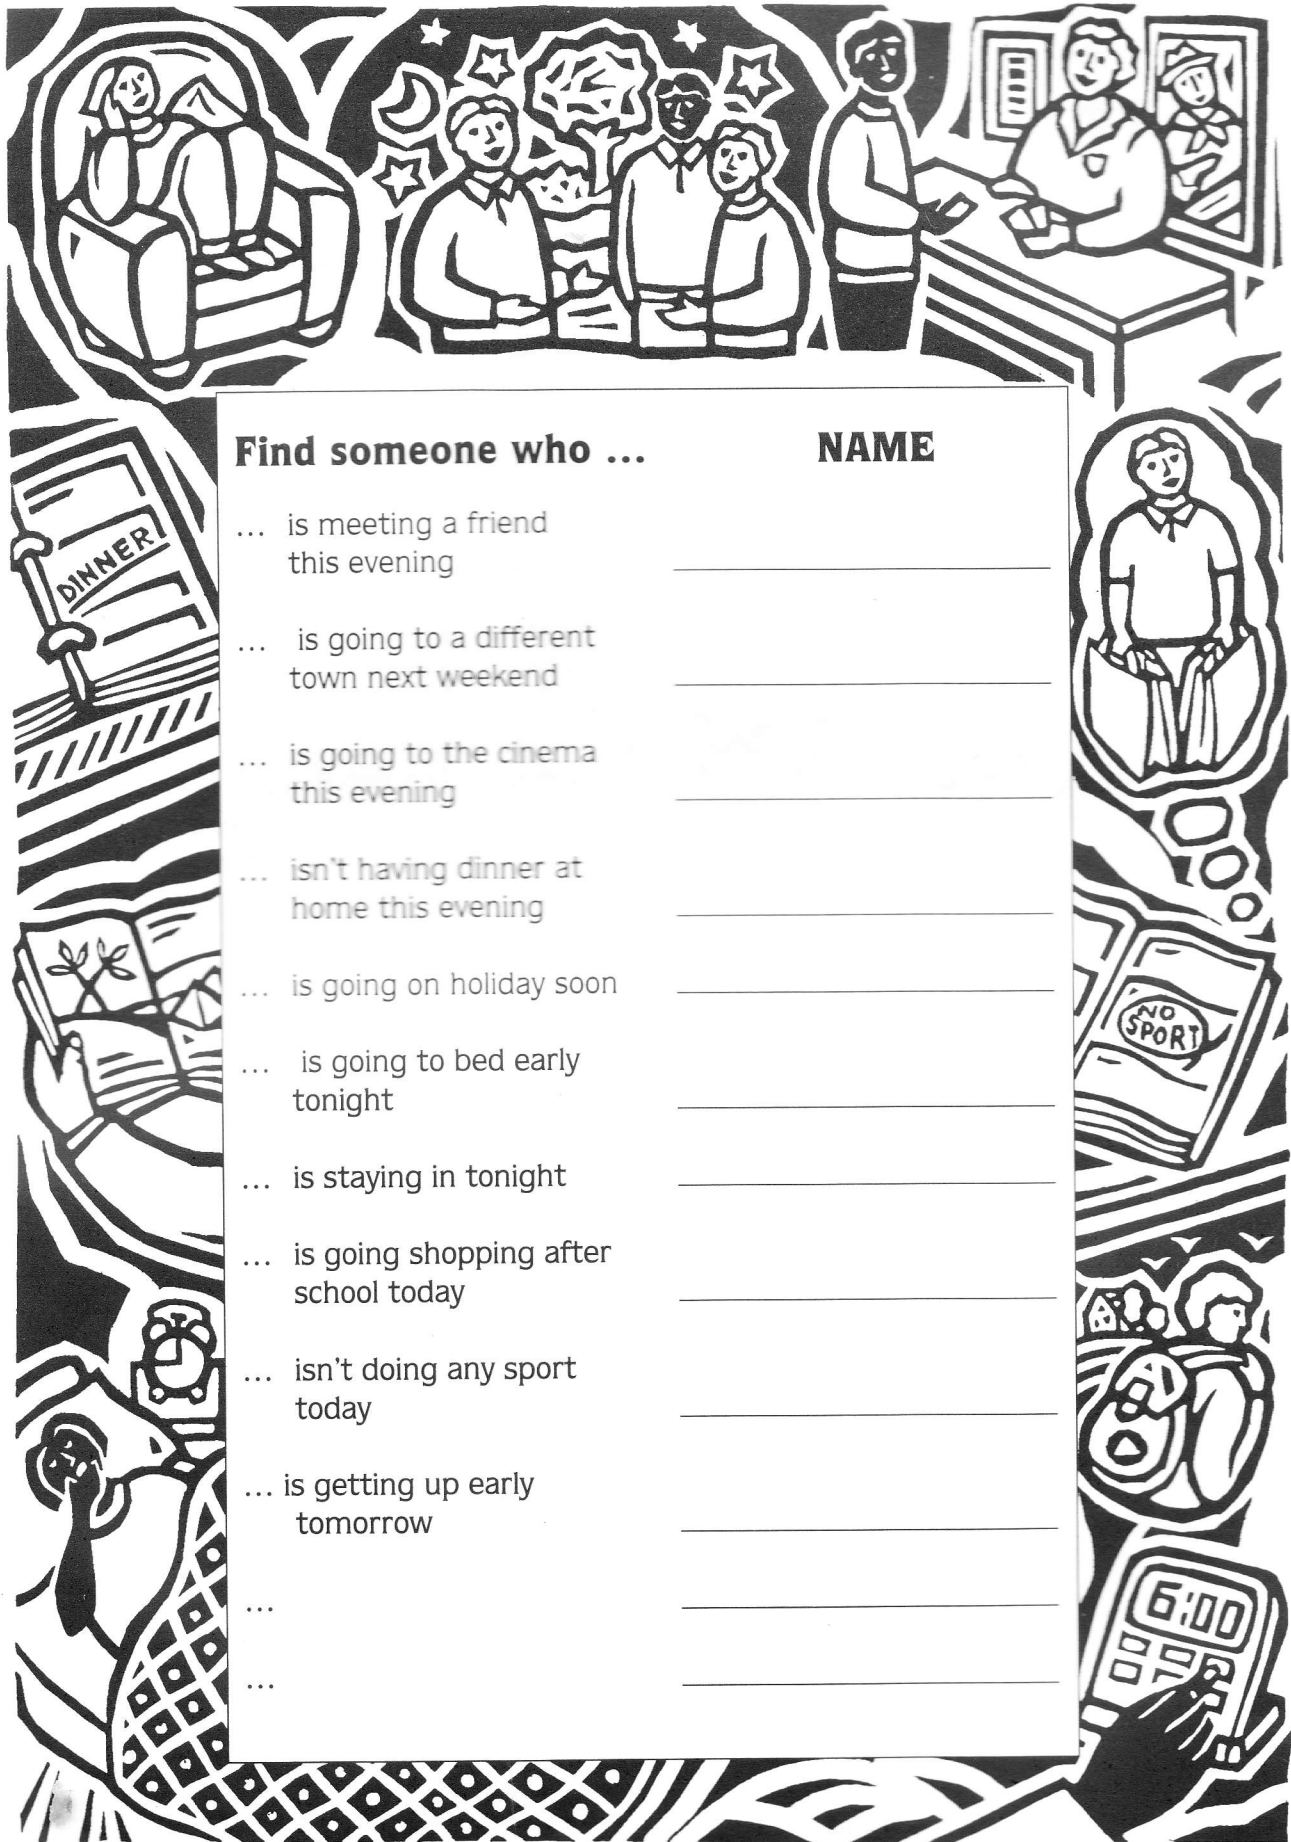 Find someone who ... NAME
... is meeting a friend
this evening
... is going to a different
town next weekend
... is going to the cinema
this evening
... isn't having dinner at
home this evening
... is going on holiday soon
... is going to bed early
tonight
... is staying in tonight
... is going shopping after
school today
... isn't doing any sport
today
... is getting up early
tomorrow
...
...
DINNER
NO
SPORT
6:00